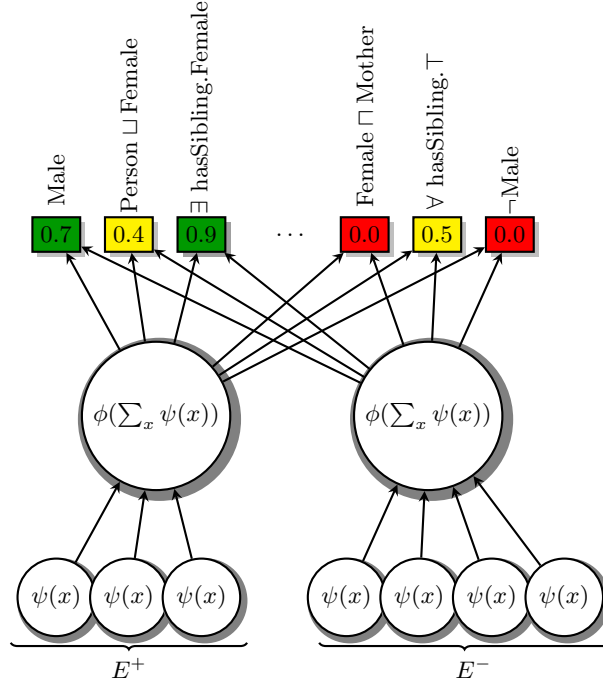 Male
Person ⊔ Female
∃ hasSibling.Female
Female ⊓ Mother
∀ hasSibling.⊤
¬Male
0.7 0.4 0.9 ... 0.0 0.5 0.0
ϕ(∑ₓ ψ(x)) ϕ(∑ₓ ψ(x))
ψ(x) ψ(x) ψ(x) ψ(x) ψ(x) ψ(x) ψ(x)
E⁺ E⁻